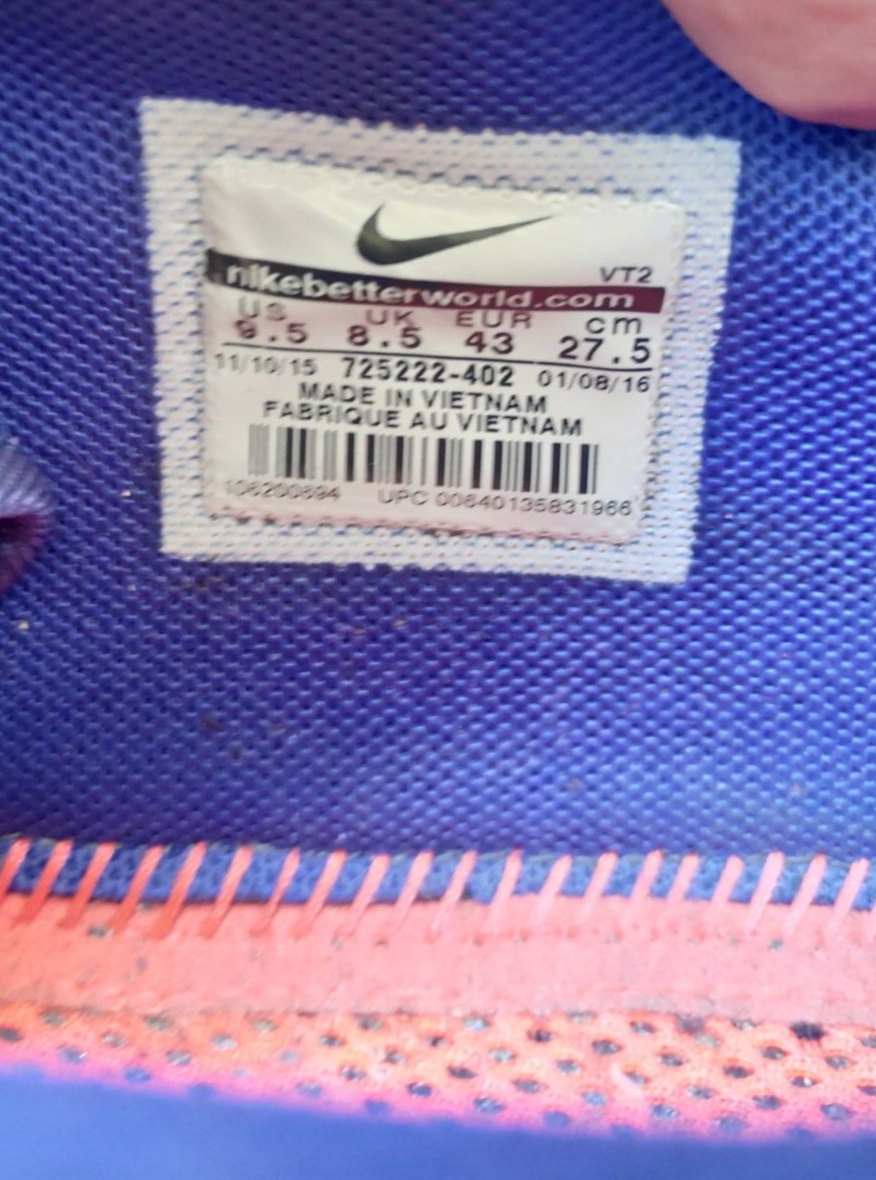 VT2
nikebetterworld.com
US UK EUR cm
9.5 8.5 43 27.5
11/10/15 725222-402 01/08/16
MADE IN VIETNAM
FABRIQUE AU VIETNAM
106200694 UPC 00640135831966